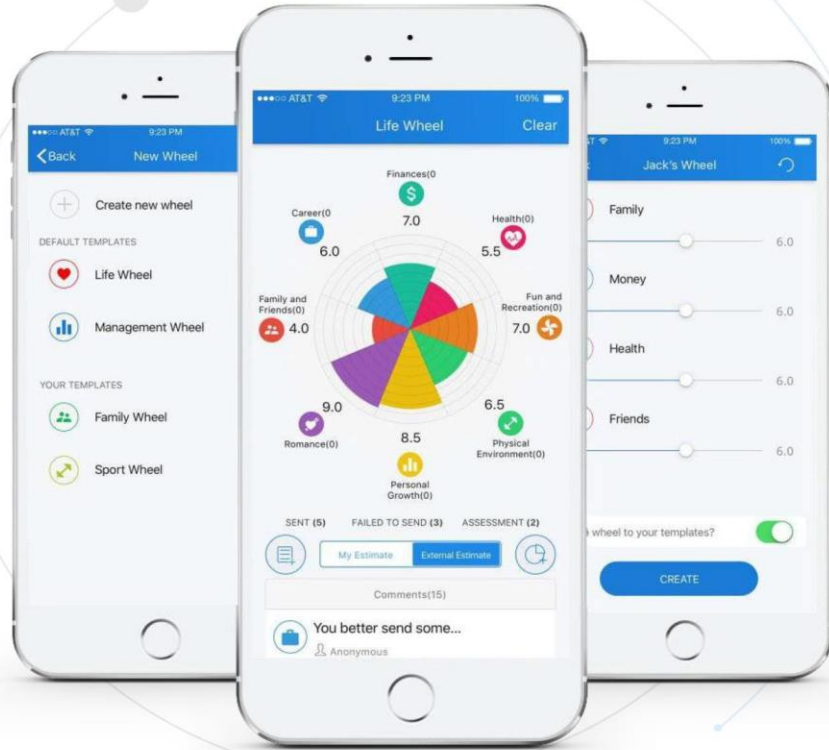 AT&T 9:23 PM
Back New Wheel
Create new wheel
DEFAULT TEMPLATES
Life Wheel
Management Wheel
YOUR TEMPLATES
Family Wheel
Sport Wheel
AT&T 9:23 PM 100%
Life Wheel Clear
Finances(0
7.0
Career(0
6.0
Health(0)
5.5
Family and
Friends(0)
4.0
Fun and
Recreation(0)
7.0
9.0
Romance(0)
8.5
Personal
Growth(0)
6.5
Physical
Environment(0)
SENT (5) FAILED TO SEND (3) ASSESSMENT (2)
My Estimate External Estimate
Comments(15)
You better send some...
Anonymous
9:23 PM 100%
Jack's Wheel
Family
6.0
Money
6.0
Health
6.0
Friends
6.0
wheel to your templates?
CREATE